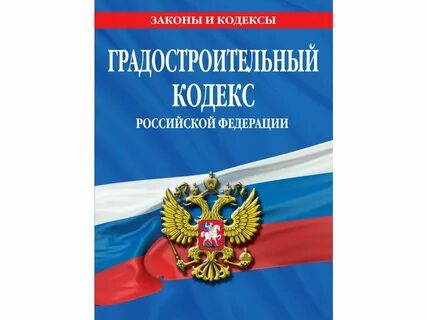 ЗАКОНЫ И КОДЕКСЫ
ГРАДОСТРОИТЕЛЬНЫЙ
КОДЕКС
РОССИЙСКОЙ ФЕДЕРАЦИИ